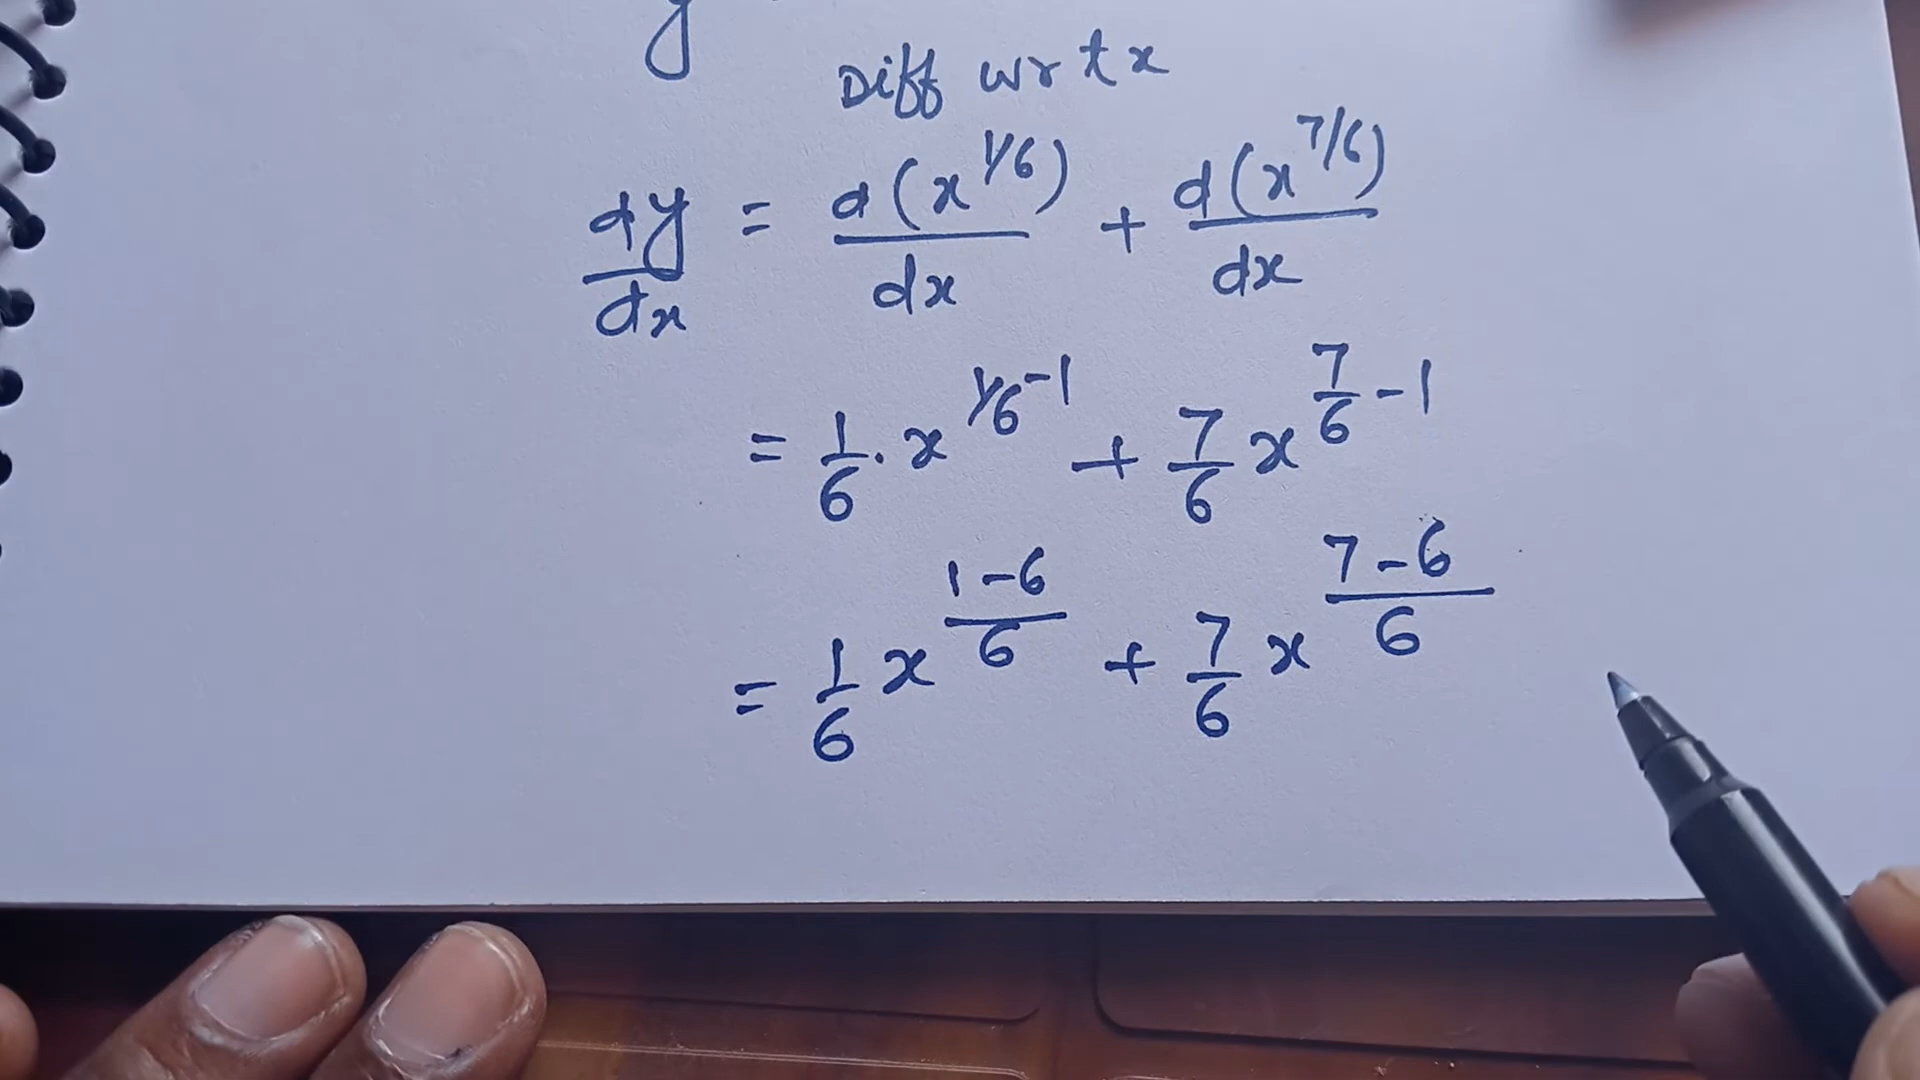 y
Diff wrt x
dy/dx = d(x^1/6)/dx + d(x^7/6)/dx
= 1/6 . x^1/6 - 1 + 7/6 x^7/6 - 1
= 1/6 x^(1-6)/6 + 7/6 x^(7-6)/6